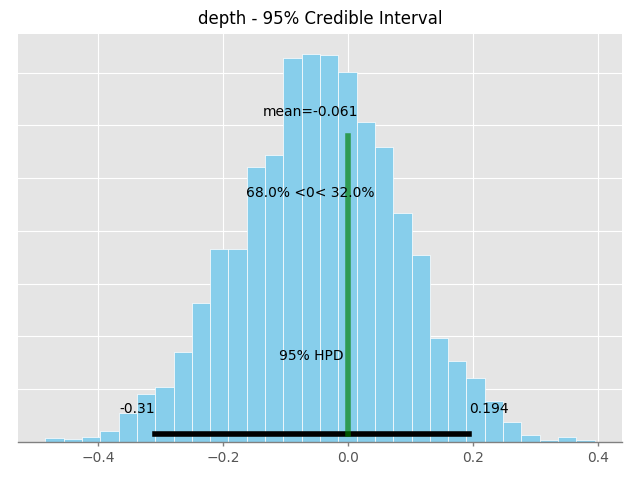 depth - 95% Credible Interval
mean=-0.061
68.0% <0< 32.0%
95% HPD
-0.31 0.194
−0.4 −0.2 0.0 0.2 0.4